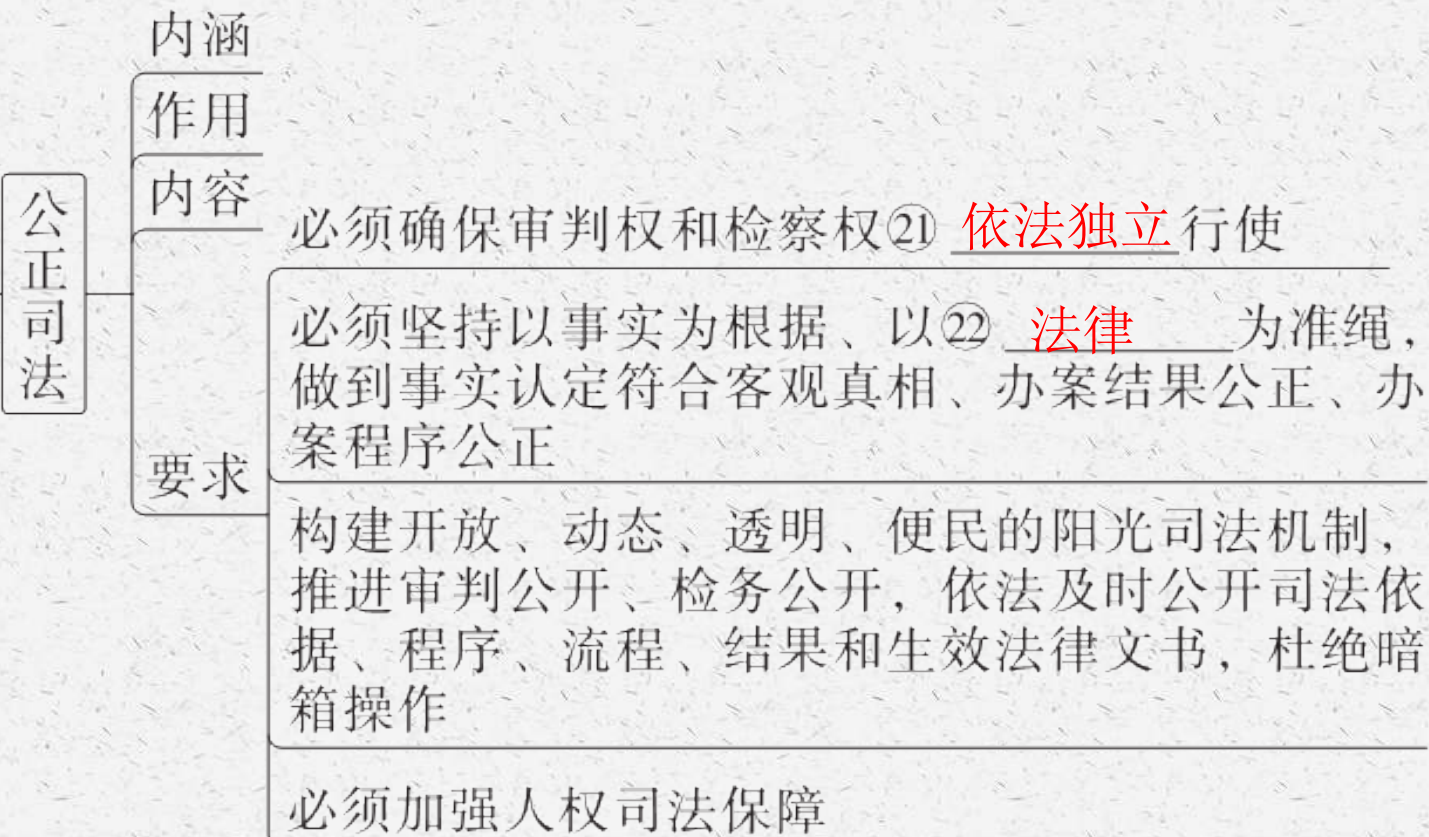 公正司法
内涵
作用
内容
要求
必须确保审判权和检察权㉑ 依法独立行使
必须坚持以事实为根据、以㉒ 法律 为准绳，
做到事实认定符合客观真相、办案结果公正、办
案程序公正
构建开放、动态、透明、便民的阳光司法机制，
推进审判公开、检务公开，依法及时公开司法依
据、程序、流程、结果和生效法律文书，杜绝暗
箱操作
必须加强人权司法保障